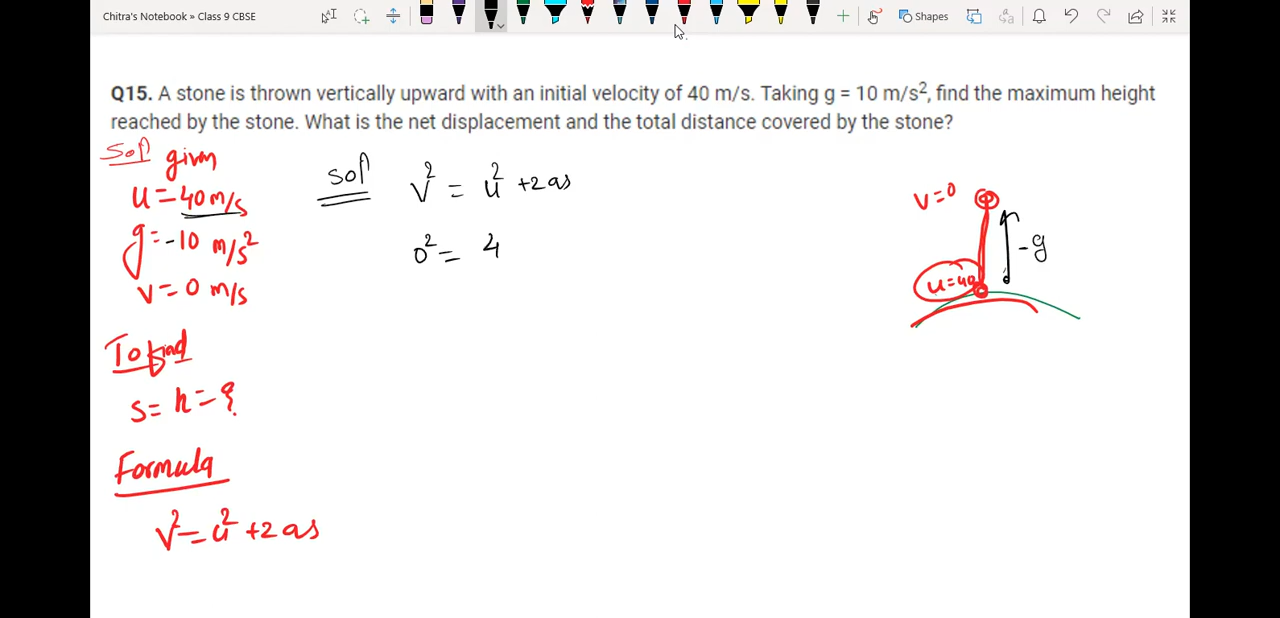 Chitra's Notebook » Class 9 CBSE
Shapes
Q15. A stone is thrown vertically upward with an initial velocity of 40 m/s. Taking g = 10 m/s², find the maximum height
reached by the stone. What is the net displacement and the total distance covered by the stone?
Sol given
u = 40 m/s
g = -10 m/s²
v = 0 m/s
To find
s = h = ?
Formula
v² = u² + 2as
Sol
v² = u² + 2as
0² = 4
v = 0
-g
u = 40